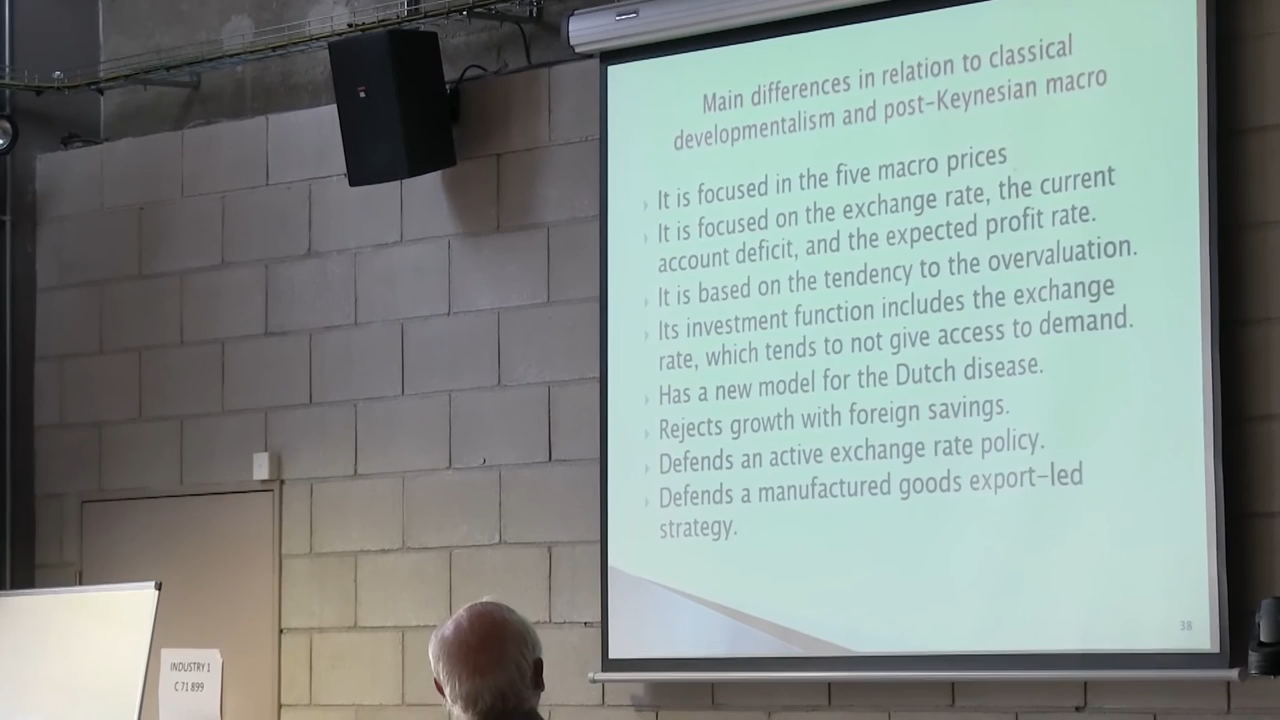 Main differences in relation to classical
developmentalism and post-Keynesian macro
It is focused in the five macro prices
It is focused on the exchange rate, the current
account deficit, and the expected profit rate.
It is based on the tendency to the overvaluation.
Its investment function includes the exchange
rate, which tends to not give access to demand.
Has a new model for the Dutch disease.
Rejects growth with foreign savings.
Defends an active exchange rate policy.
Defends a manufactured goods export-led
strategy.
38
INDUSTRY 1
C 71 899